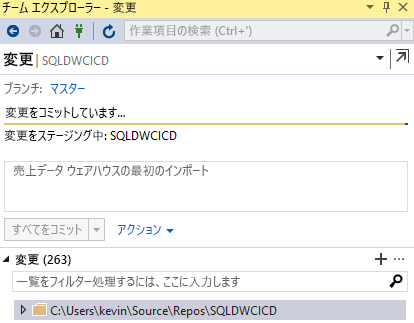 チーム エクスプローラー - 変更
作業項目の検索 (Ctrl+')
変更 | SQLDWCICD
ブランチ: マスター
変更をコミットしています...
変更をステージング中: SQLDWCICD
売上データ ウェアハウスの最初のインポート
すべてをコミット アクション
変更 (263)
一覧をフィルター処理するには、ここに入力します
C:\Users\kevin\Source\Repos\SQLDWCICD